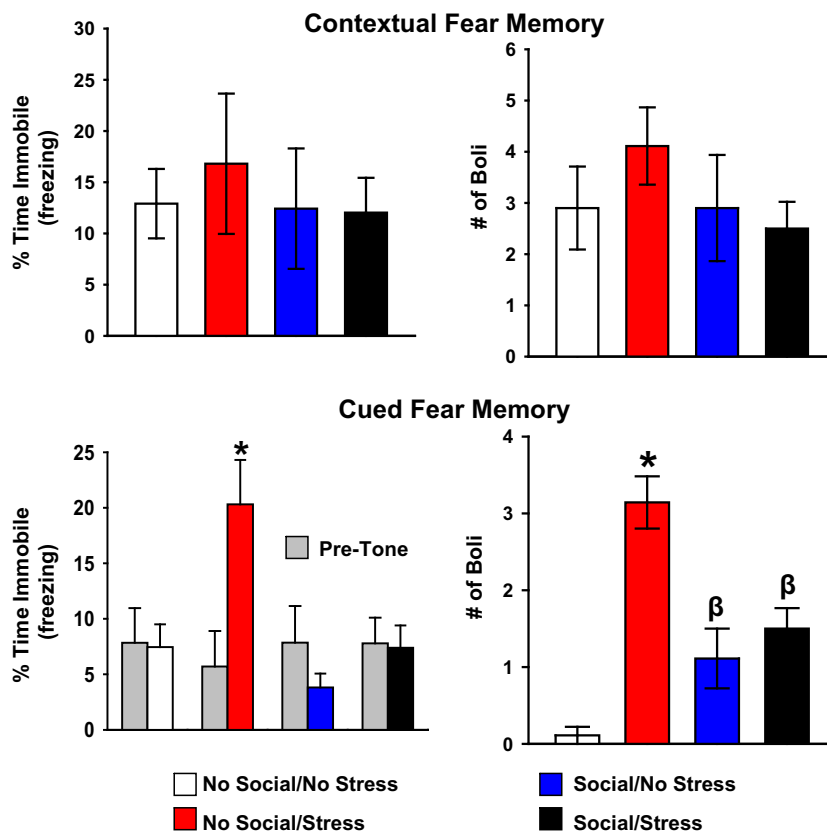 Contextual Fear Memory
% Time Immobile
(freezing)
30
25
20
15
10
5
0
# of Boli
6
5
4
3
2
1
0
Cued Fear Memory
% Time Immobile
(freezing)
25
20
15
10
5
0
*
Pre-Tone
# of Boli
4
3
2
1
0
*
β
β
No Social/No Stress
Social/No Stress
No Social/Stress
Social/Stress